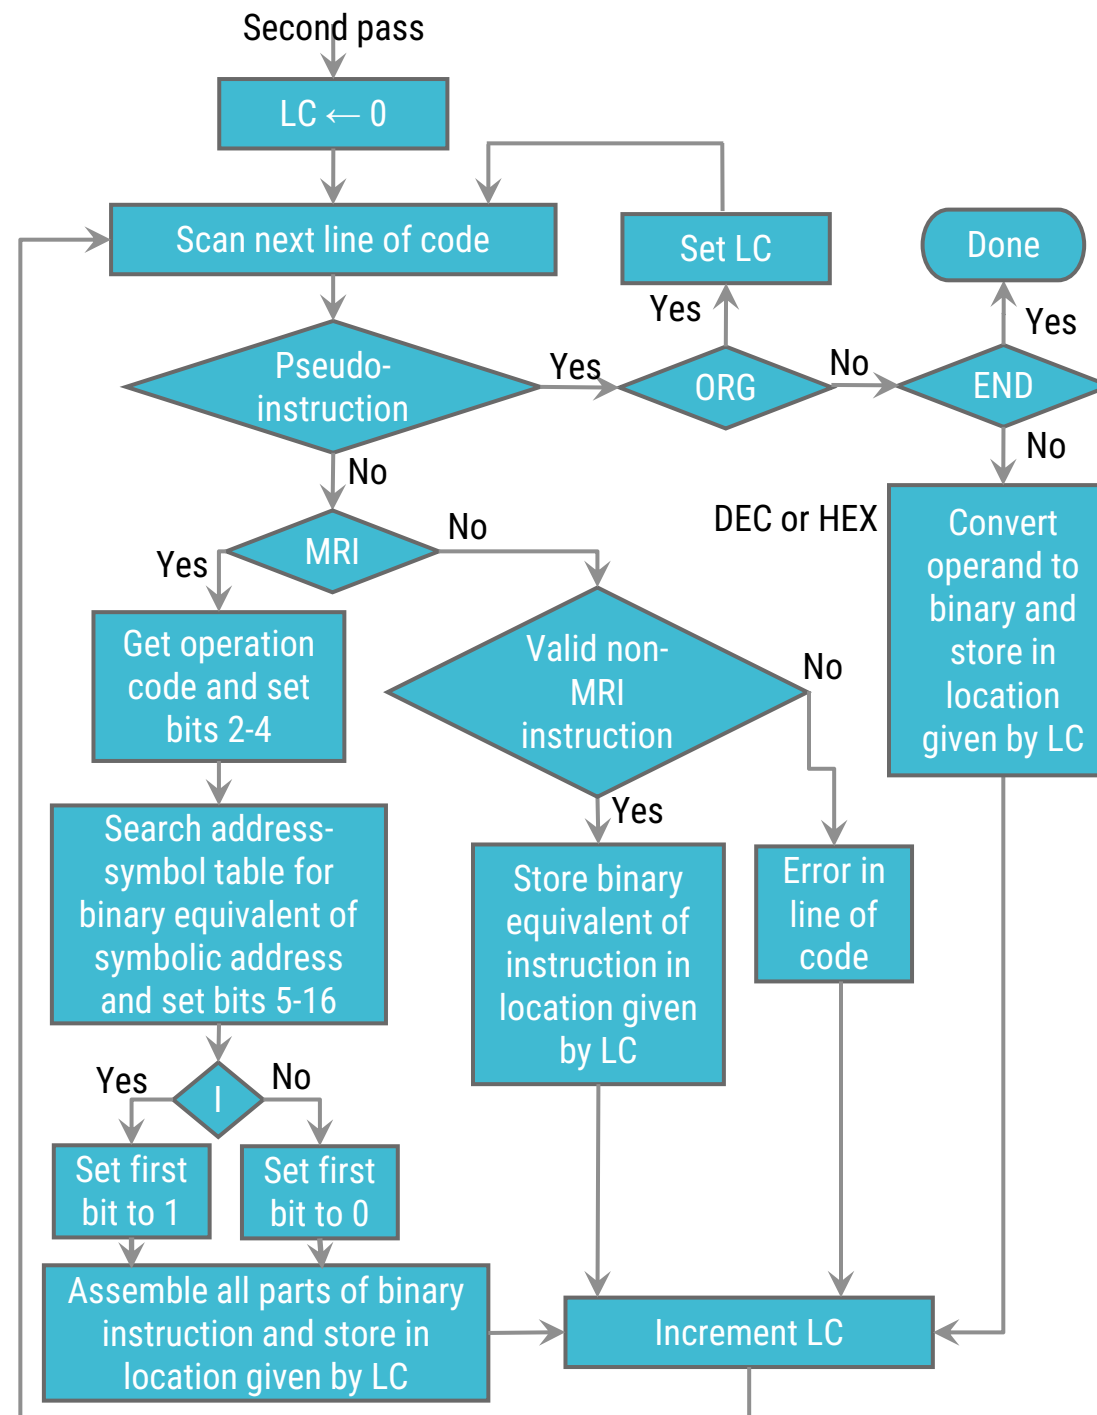 Second pass
LC ← 0
Scan next line of code
Set LC
Done
Yes
Yes
Pseudo-
instruction
Yes
ORG
No
END
No
No
DEC or HEX
Convert
operand to
binary and
store in
location
given by LC
MRI
No
Yes
Get operation
code and set
bits 2-4
Valid non-
MRI
instruction
No
Yes
Search address-
symbol table for
binary equivalent of
symbolic address
and set bits 5-16
Store binary
equivalent of
instruction in
location given
by LC
Error in
line of
code
Yes
I
No
Set first
bit to 1
Set first
bit to 0
Assemble all parts of binary
instruction and store in
location given by LC
Increment LC